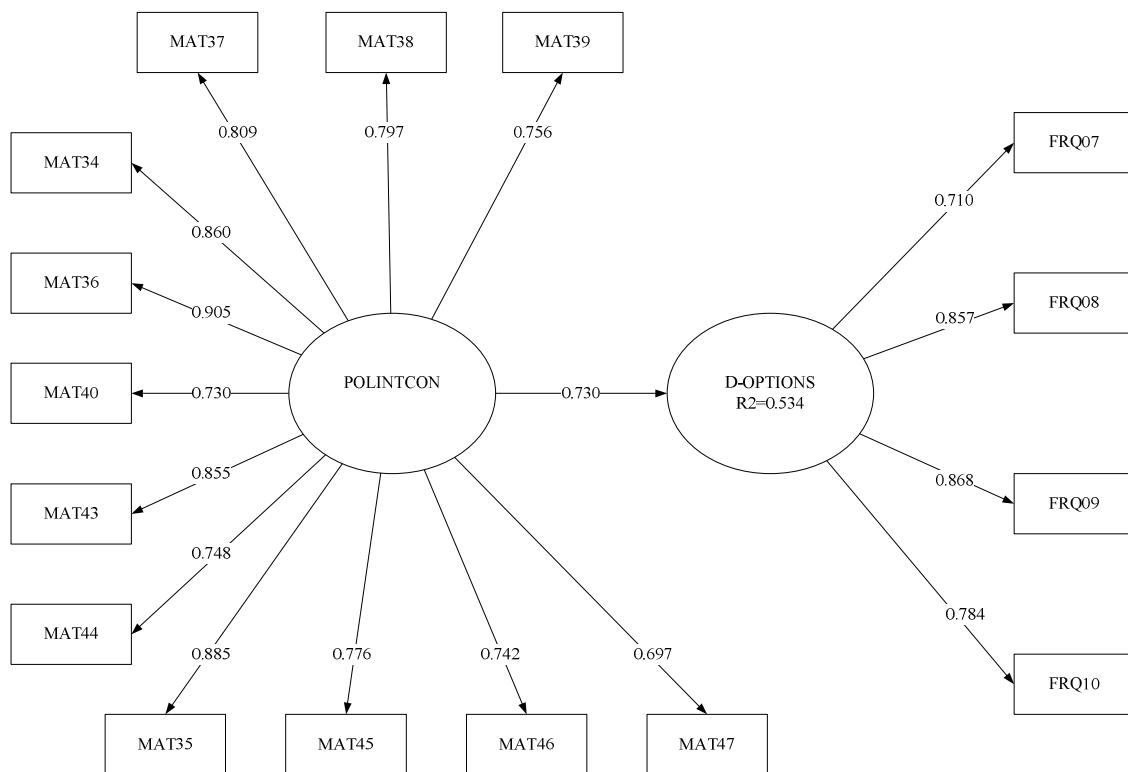 MAT37
MAT38
MAT39
0.809
0.797
0.756
MAT34
0.860
MAT36
0.905
MAT40
0.730
MAT43
0.855
MAT44
0.748
POLINTCON
0.730
D-OPTIONS
R2=0.534
FRQ07
0.710
FRQ08
0.857
FRQ09
0.868
FRQ10
0.784
0.885
0.776
0.742
0.697
MAT35
MAT45
MAT46
MAT47